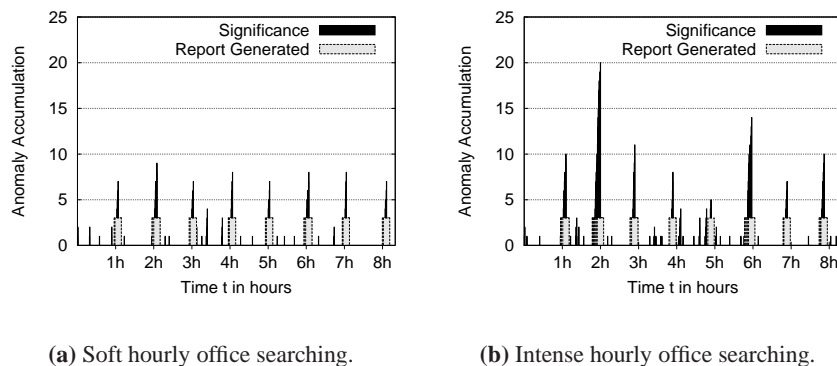 Significance
Report Generated
25
20
15
10
5
0
Anomaly Accumulation
1h 2h 3h 4h 5h 6h 7h 8h
Time t in hours
(a) Soft hourly office searching.
Significance
Report Generated
25
20
15
10
5
0
Anomaly Accumulation
1h 2h 3h 4h 5h 6h 7h 8h
Time t in hours
(b) Intense hourly office searching.